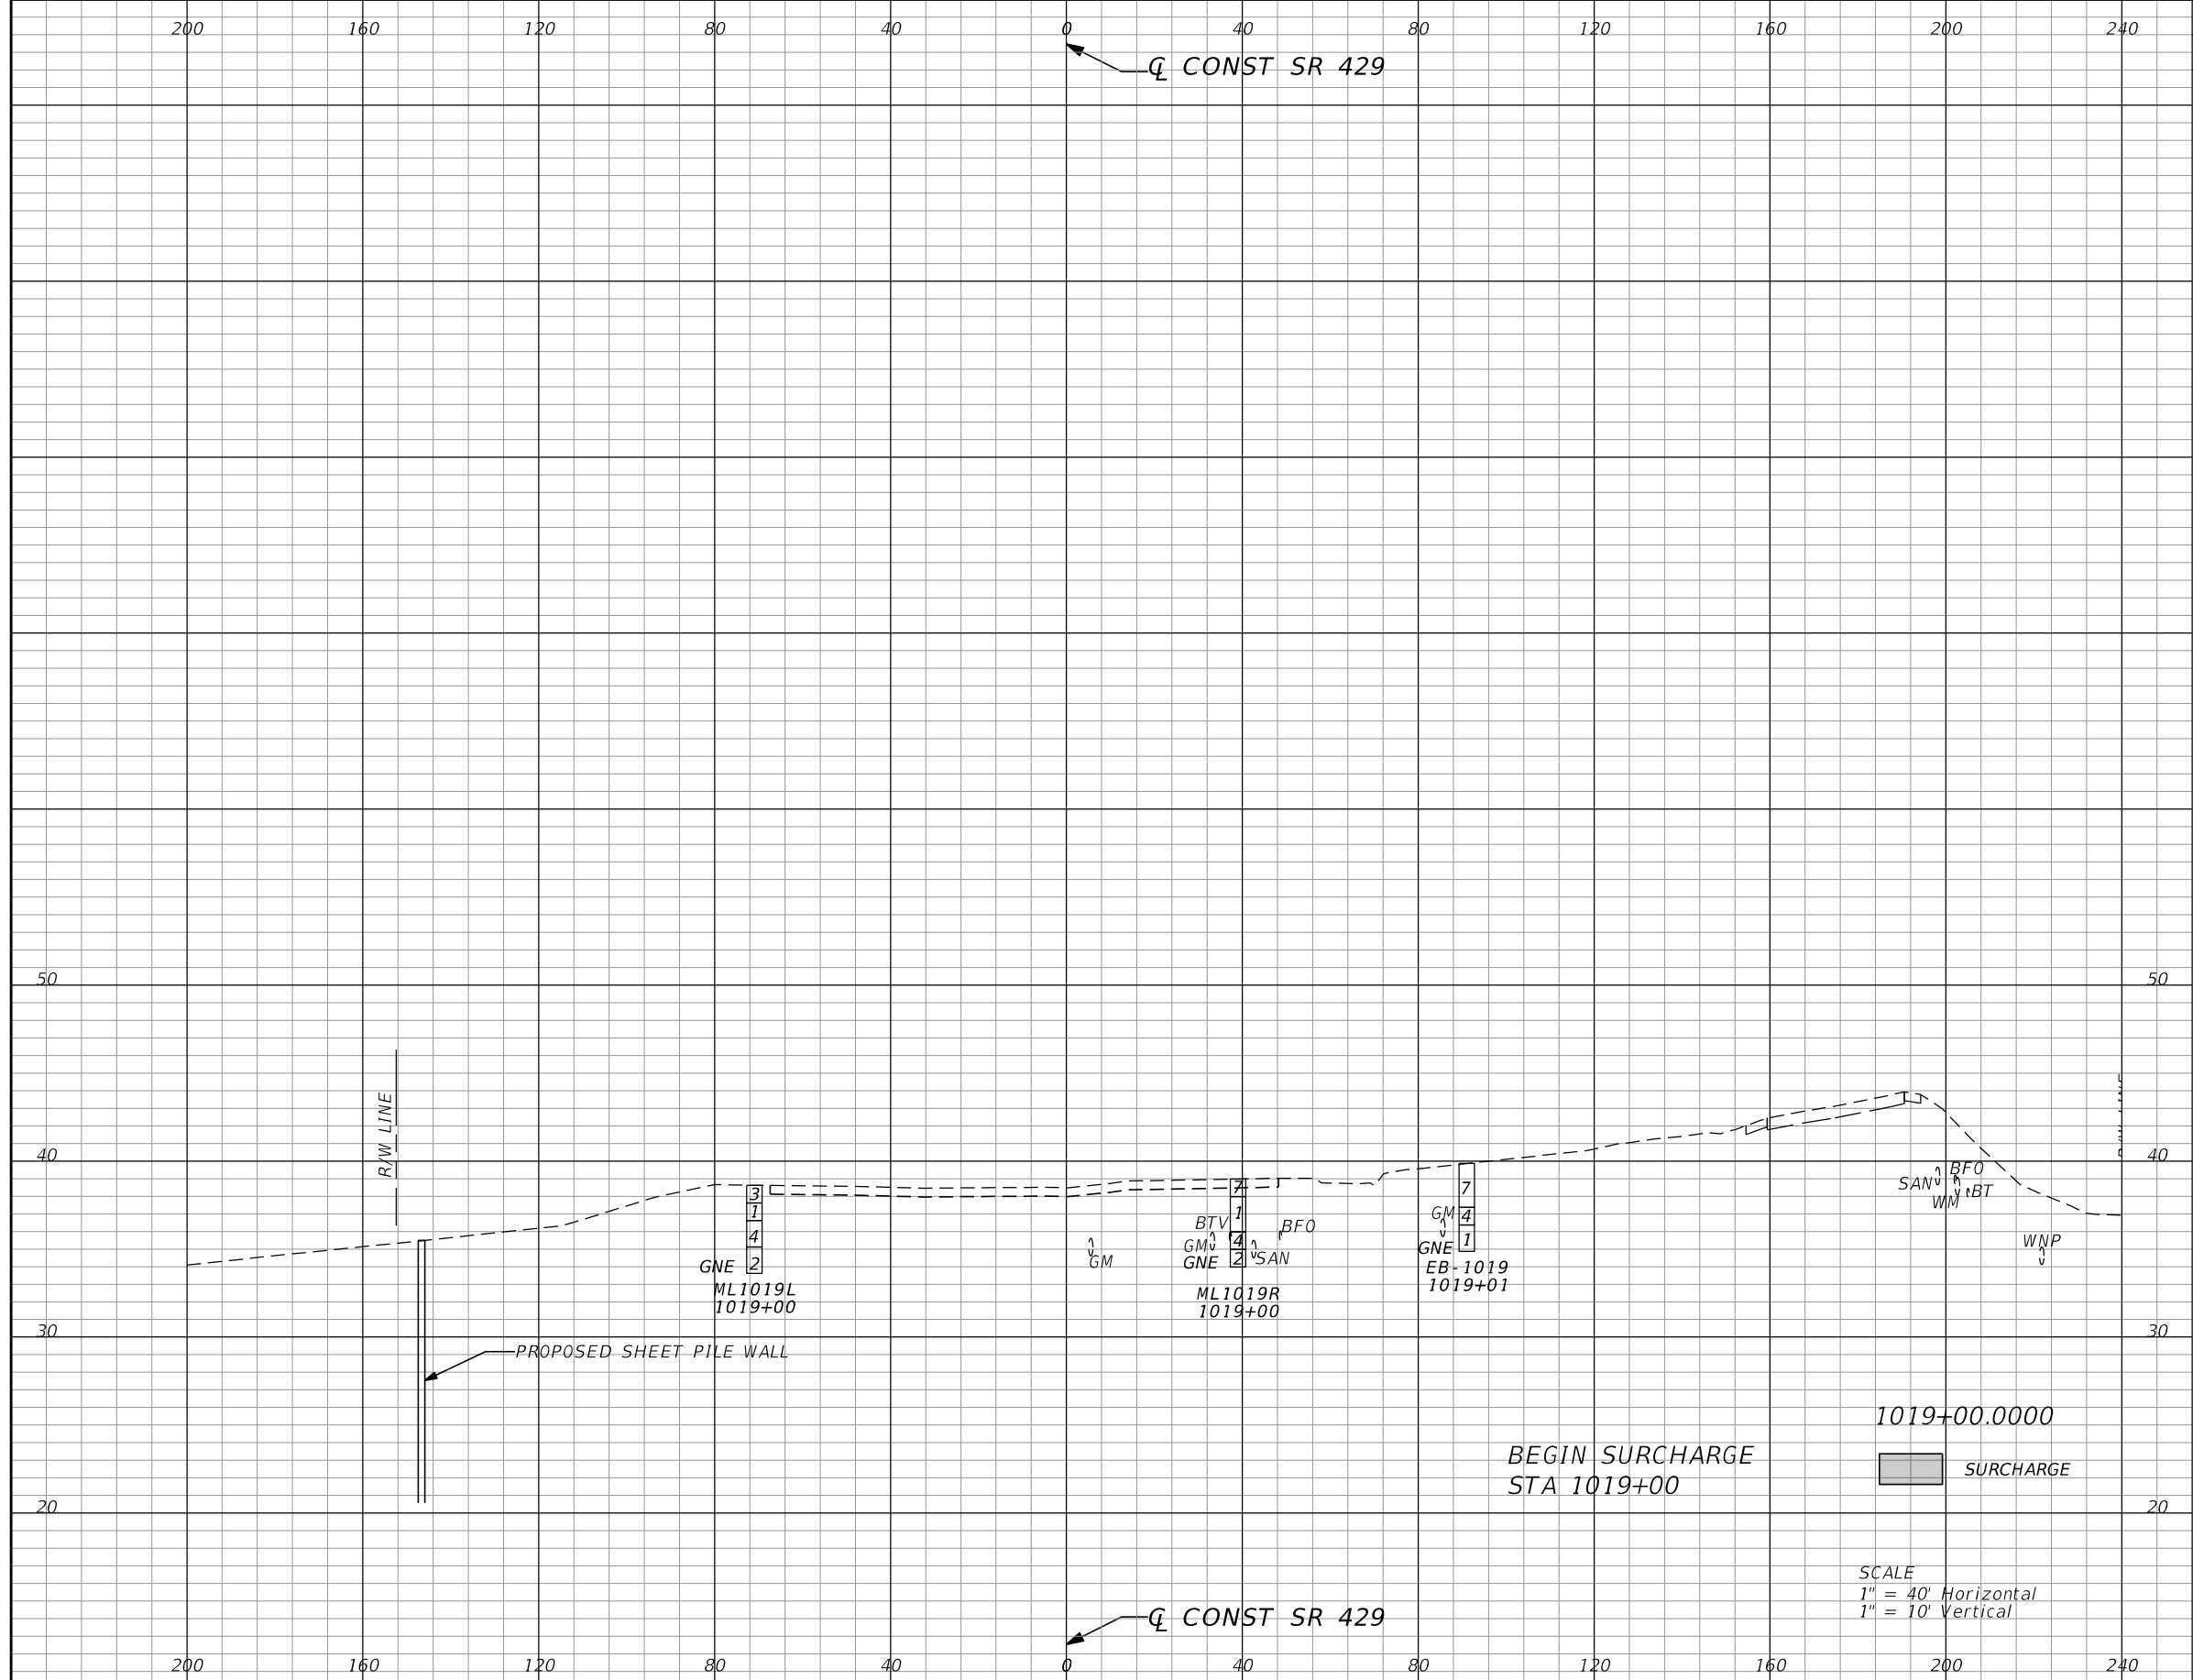 200 160 120 80 40 0 40 80 120 160 200 240
℄ CONST SR 429
50 50
R/W LINE
40 40
3
1
4
2
GNE
ML1019L
1019+00
GM
BTV
GM
GNE
7
1
4
2
BFO
SAN
ML1019R
1019+00
GM
GNE
7
4
1
EB-1019
1019+01
BFO
SAN
BT
WM
WNP
30 30
PROPOSED SHEET PILE WALL
1019+00.0000
BEGIN SURCHARGE
STA 1019+00
SURCHARGE
20 20
SCALE
1" = 40' Horizontal
1" = 10' Vertical
℄ CONST SR 429
200 160 120 80 40 0 40 80 120 160 200 240